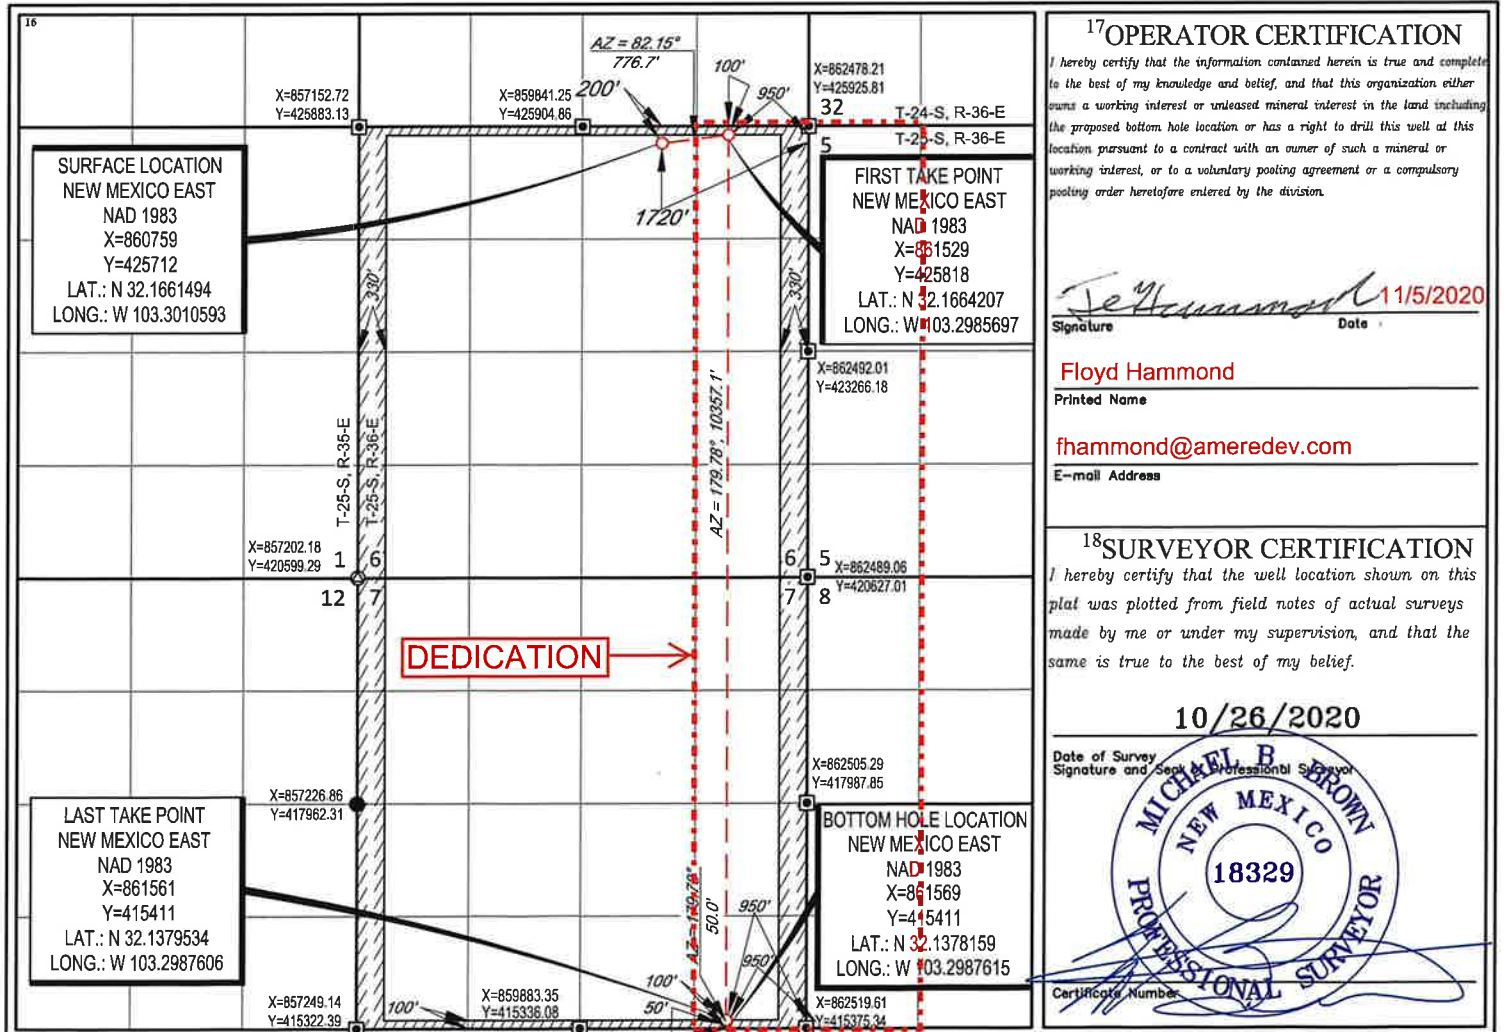 16
AZ = 82.15°
776.7'
200'
100'
950'
X=862478.21
Y=425925.81
X=857152.72
Y=425883.13
X=859841.25
Y=425904.86
32
T-24-S, R-36-E
T-25-S, R-36-E
5
SURFACE LOCATION
NEW MEXICO EAST
NAD 1983
X=860759
Y=425712
LAT.: N 32.1661494
LONG.: W 103.3010593
1720'
FIRST TAKE POINT
NEW MEXICO EAST
NAD 1983
X=861529
Y=425818
LAT.: N 32.1664207
LONG.: W 103.2985697
330'
330'
X=862492.01
Y=423266.18
T-25-S, R-35-E
T-25-S, R-36-E
AZ = 179.78°, 10357.1'
X=857202.18
Y=420599.29
1 6
12 7
6 5
7 8
X=862489.06
Y=420627.01
DEDICATION
X=862505.29
Y=417987.85
X=857226.86
Y=417962.31
LAST TAKE POINT
NEW MEXICO EAST
NAD 1983
X=861561
Y=415411
LAT.: N 32.1379534
LONG.: W 103.2987606
BOTTOM HOLE LOCATION
NEW MEXICO EAST
NAD 1983
X=861569
Y=415411
LAT.: N 32.1378159
LONG.: W 103.2987615
AZ = 179.78°
50.0'
950'
950'
100'
50'
100'
X=857249.14
Y=415322.39
X=859883.35
Y=415336.08
X=862519.61
Y=415375.34
17 OPERATOR CERTIFICATION
I hereby certify that the information contained herein is true and complete
to the best of my knowledge and belief, and that this organization either
owns a working interest or unleased mineral interest in the land including
the proposed bottom hole location or has a right to drill this well at this
location pursuant to a contract with an owner of such a mineral or
working interest, or to a voluntary pooling agreement or a compulsory
pooling order heretofore entered by the division.
11/5/2020
Signature Date
Floyd Hammond
Printed Name
fhammond@ameredev.com
E-mail Address
18 SURVEYOR CERTIFICATION
I hereby certify that the well location shown on this
plat was plotted from field notes of actual surveys
made by me or under my supervision, and that the
same is true to the best of my belief.
10/26/2020
Date of Survey
Signature and Seal of Professional Surveyor
MICHAEL B. BROWN
NEW MEXICO
18329
PROFESSIONAL SURVEYOR
Certificate Number